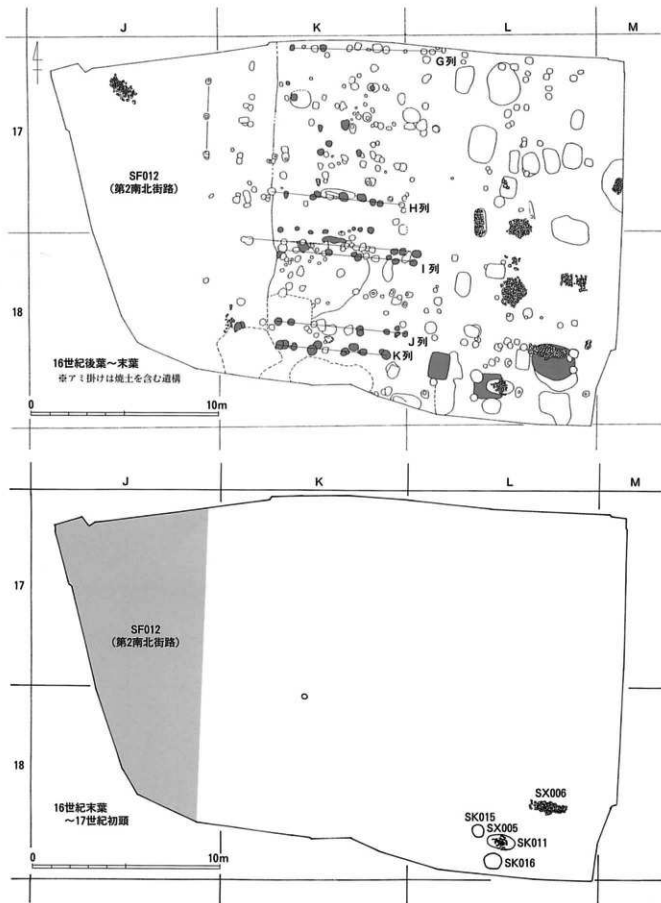 J K L M
17
18
G列
SF012
(第2南北街路)
H列
I列
J列
K列
16世紀後葉～末葉
※アミ掛けは焼土を含む遺構
0 10m
J K L M
17
18
SF012
(第2南北街路)
16世紀末葉
～17世紀初頭
SX006
SK015
SX005
SK011
SK016
0 10m